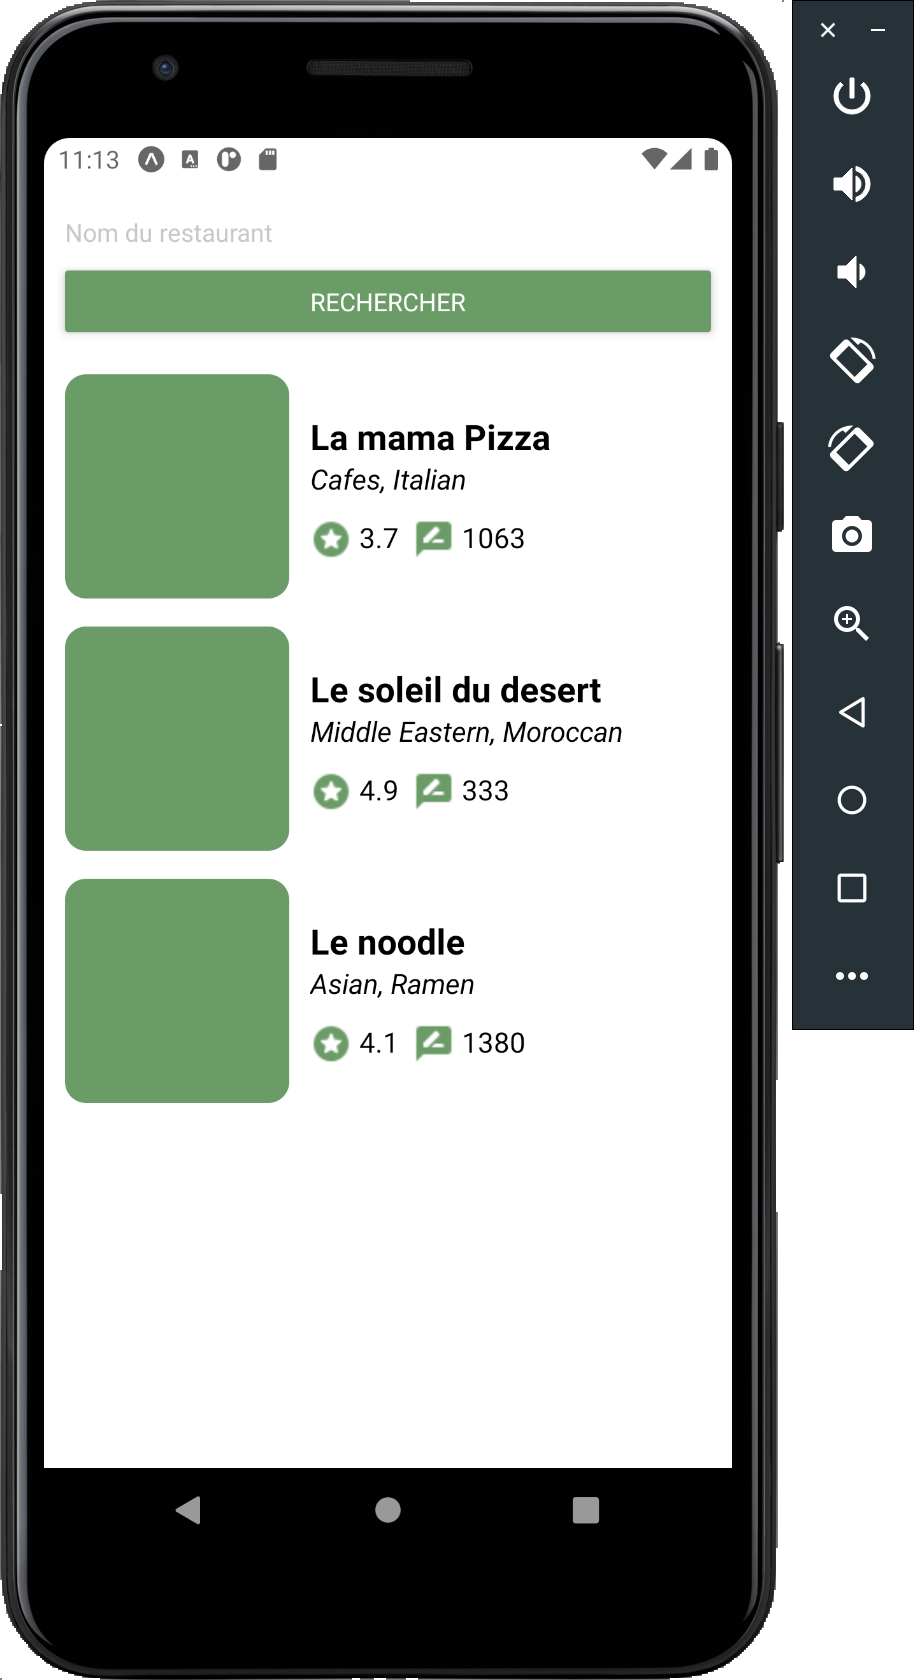 11:13
Nom du restaurant
RECHERCHER
La mama Pizza
Cafes, Italian
3.7 1063
Le soleil du desert
Middle Eastern, Moroccan
4.9 333
Le noodle
Asian, Ramen
4.1 1380